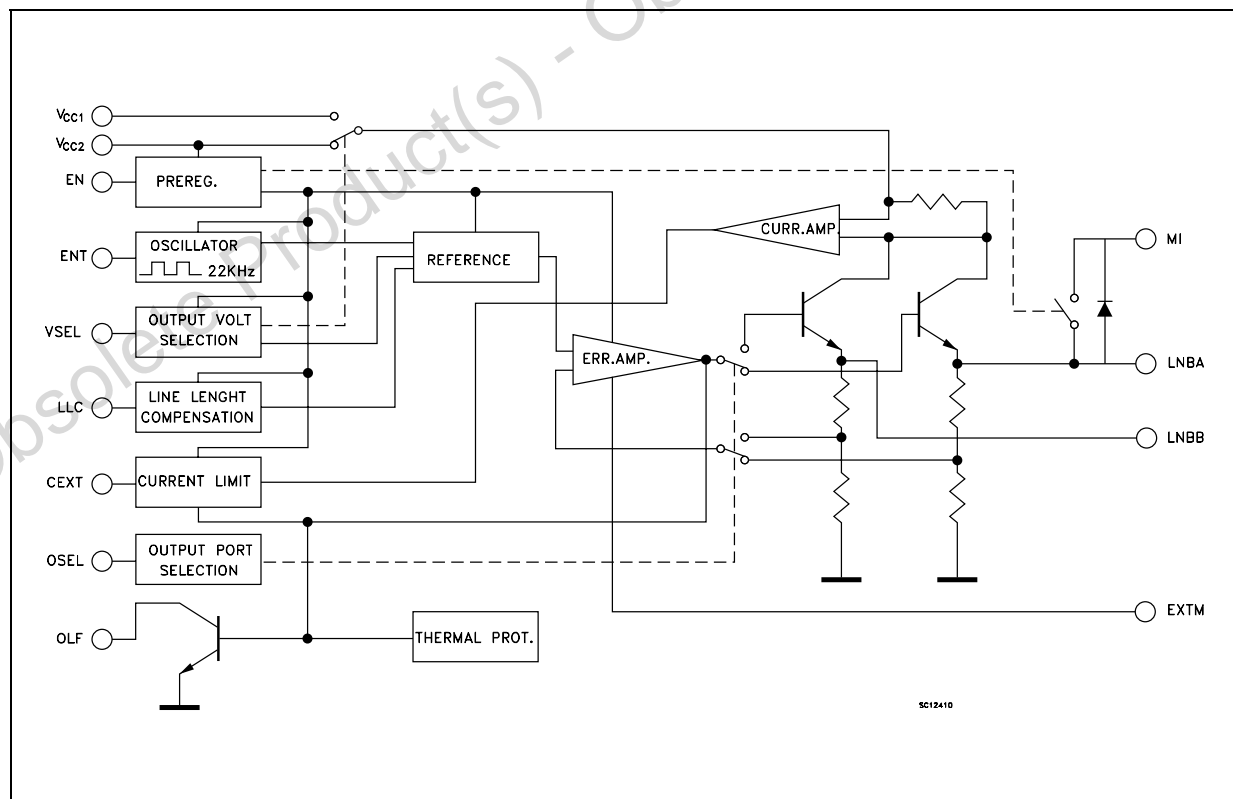 Obsolete Product(s) - Obs
VCC1
VCC2
EN
PREREG.
ENT
OSCILLATOR
22KHz
REFERENCE
CURR.AMP.
MI
VSEL
OUTPUT VOLT
SELECTION
ERR.AMP.
LNBA
LLC
LINE LENGHT
COMPENSATION
LNBB
CEXT
CURRENT LIMIT
OSEL
OUTPUT PORT
SELECTION
EXTM
OLF
THERMAL PROT.
SC12410